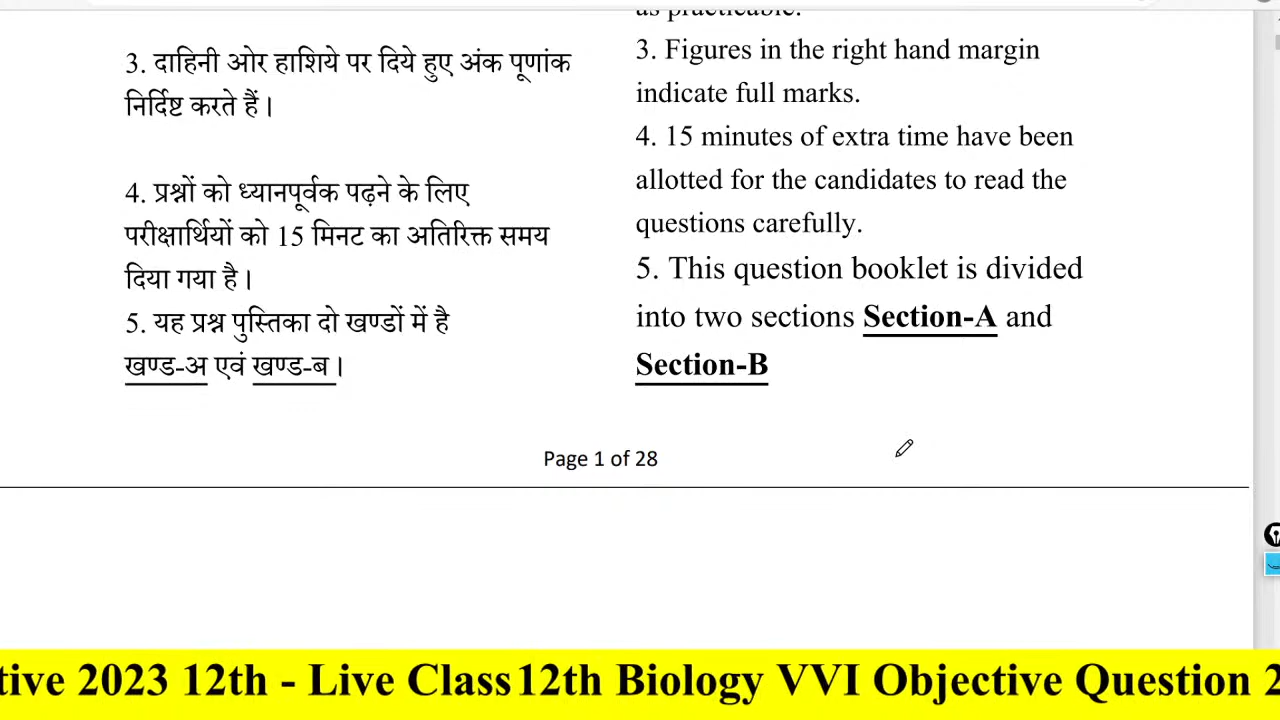 3. दाहिनी ओर हाशिये पर दिये हुए अंक पूणांक
निर्दिष्ट करते हैं।
4. प्रश्नों को ध्यानपूर्वक पढ़ने के लिए
परीक्षार्थियों को 15 मिनट का अतिरिक्त समय
दिया गया है।
5. यह प्रश्न पुस्तिका दो खण्डों में है
खण्ड-अ एवं खण्ड-ब।
as practicable.
3. Figures in the right hand margin
indicate full marks.
4. 15 minutes of extra time have been
allotted for the candidates to read the
questions carefully.
5. This question booklet is divided
into two sections Section-A and
Section-B
Page 1 of 28
tive 2023 12th - Live Class 12th Biology VVI Objective Question 2